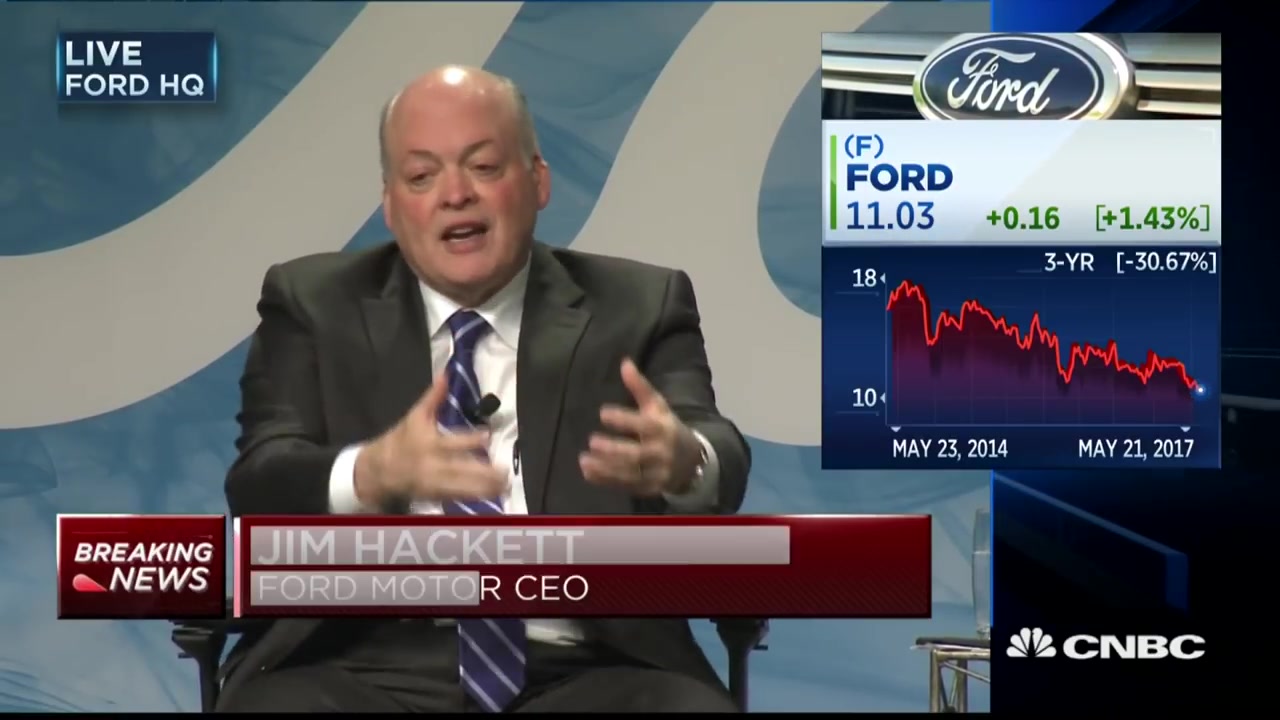 LIVE
FORD HQ
Ford
(F)
FORD
11.03 +0.16 [+1.43%]
3-YR [-30.67%]
18
10
MAY 23, 2014 MAY 21, 2017
BREAKING
NEWS
JIM HACKETT
FORD MOTOR CEO
CNBC